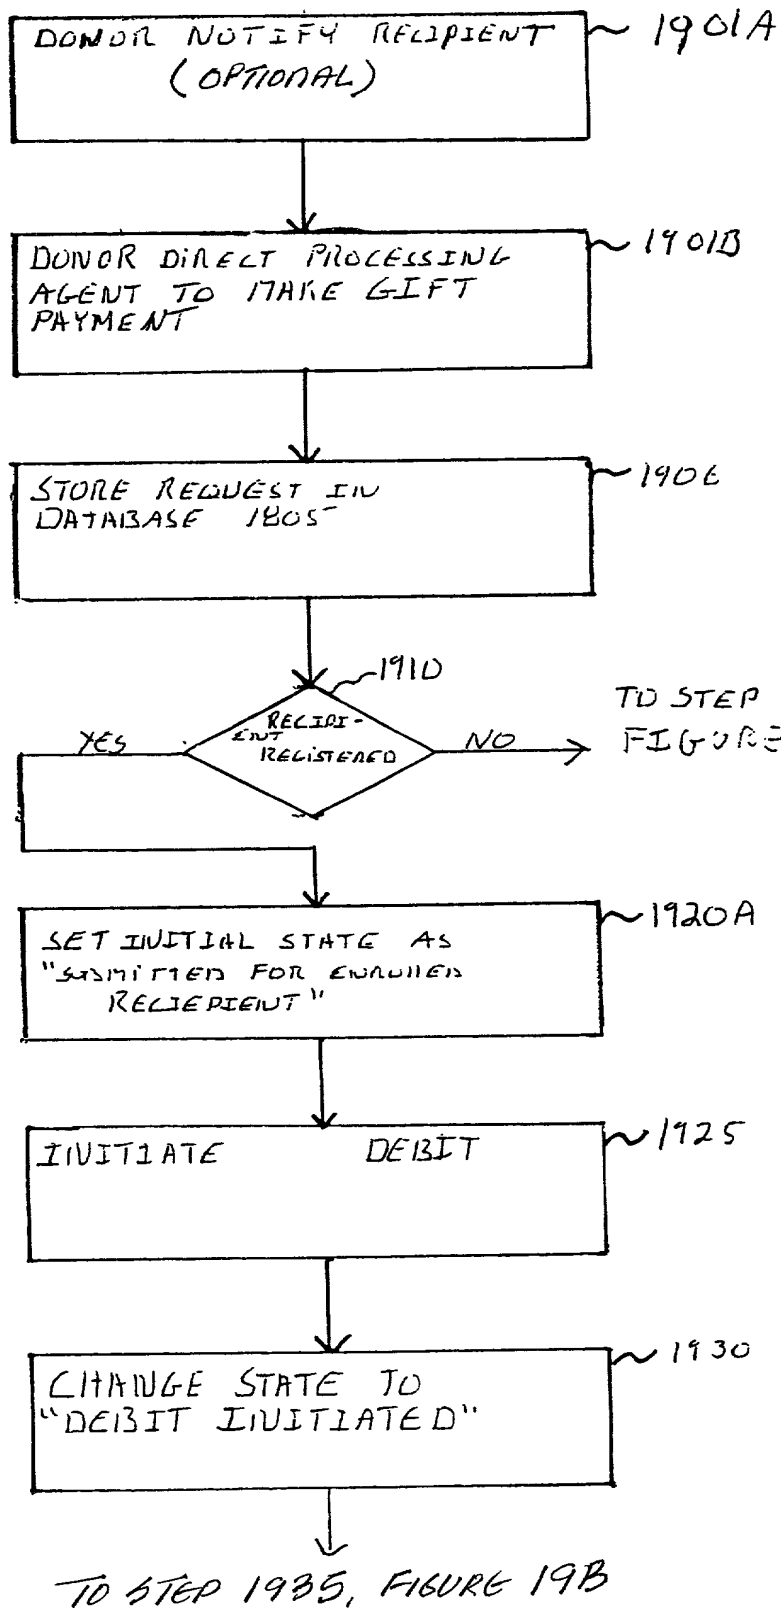 DONOR NOTIFY RECIPIENT
(OPTIONAL)
1901A
DONOR DIRECT PROCESSING
AGENT TO MAKE GIFT
PAYMENT
1901B
STORE REQUEST IN
DATABASE 1805
190E
1910
RECIPI-
ENT
REGISTERED
YES
NO
TO STEP
FIGURE
SET INITIAL STATE AS
"SUBMITTED FOR ENROLLED
RECIEPIENT"
1920A
INITIATE DEBIT
1925
CHANGE STATE TO
"DEBIT INITIATED"
1930
TO STEP 1935, FIGURE 19B